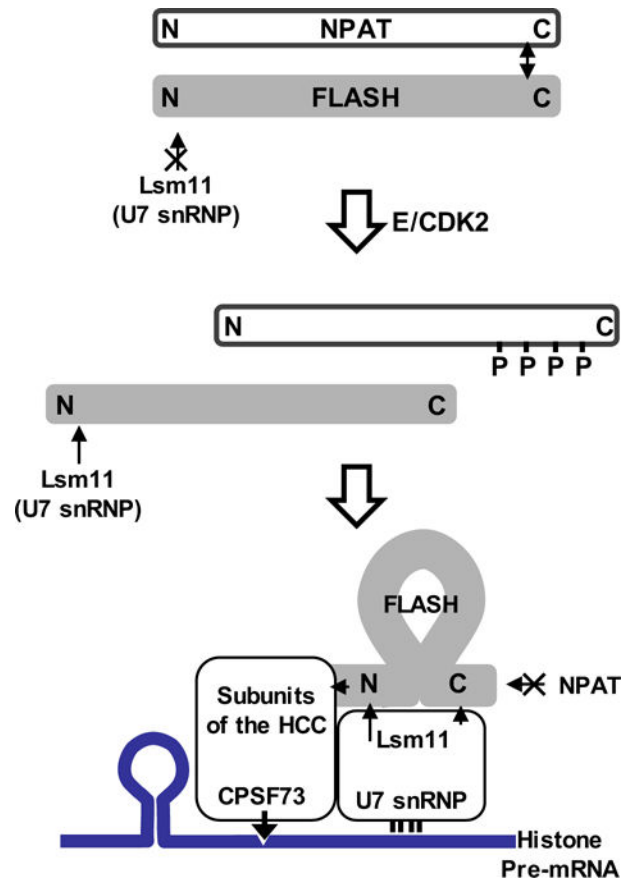 N NPAT C
N FLASH C
Lsm11
(U7 snRNP)
E/CDK2
N C
P P P P
N C
Lsm11
(U7 snRNP)
FLASH
N C NPAT
Subunits
of the HCC
Lsm11
CPSF73 U7 snRNP
Histone
Pre-mRNA